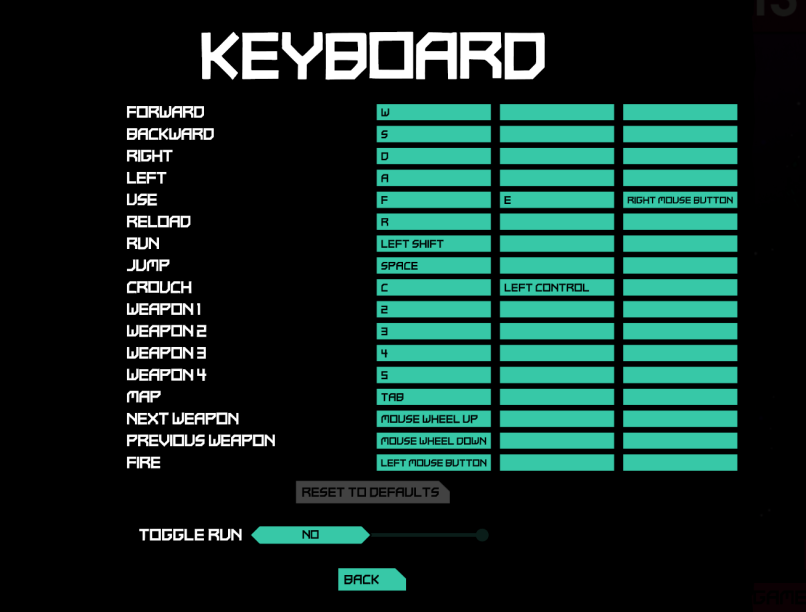 KEYBOARD
FORWARD W
BACKWARD S
RIGHT D
LEFT A
USE F E RIGHT MOUSE BUTTON
RELOAD R
RUN LEFT SHIFT
JUMP SPACE
CROUCH C LEFT CONTROL
WEAPON 1 2
WEAPON 2 3
WEAPON 3 4
WEAPON 4 5
MAP TAB
NEXT WEAPON MOUSE WHEEL UP
PREVIOUS WEAPON MOUSE WHEEL DOWN
FIRE LEFT MOUSE BUTTON
RESET TO DEFAULTS
TOGGLE RUN NO
BACK